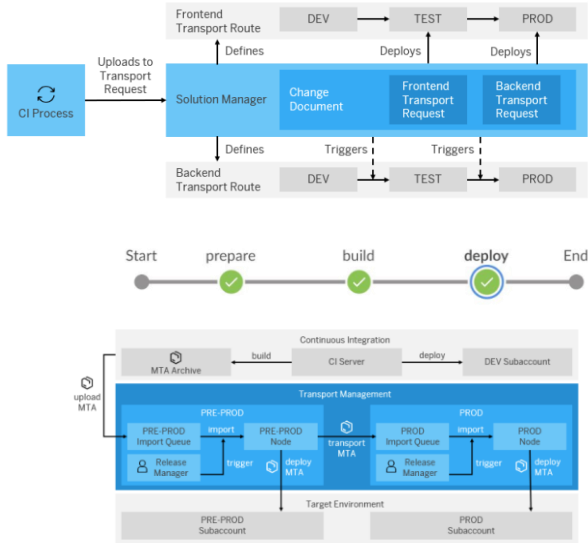 Frontend
Transport Route
DEV
TEST
PROD
Uploads to
Transport
Request
Defines
Deploys
Deploys
CI Process
Solution Manager
Change
Document
Frontend
Transport
Request
Backend
Transport
Request
Defines
Triggers
Triggers
Backend
Transport Route
DEV
TEST
PROD
Start
prepare
build
deploy
End
Continuous Integration
MTA Archive
build
CI Server
deploy
DEV Subaccount
upload
MTA
Transport Management
PRE-PROD
PRE-PROD
Import Queue
import
PRE-PROD
Node
Release
Manager
trigger
deploy
MTA
transport
MTA
PROD
PROD
Import Queue
import
PROD
Node
Release
Manager
trigger
deploy
MTA
Target Environment
PRE-PROD
Subaccount
PROD
Subaccount